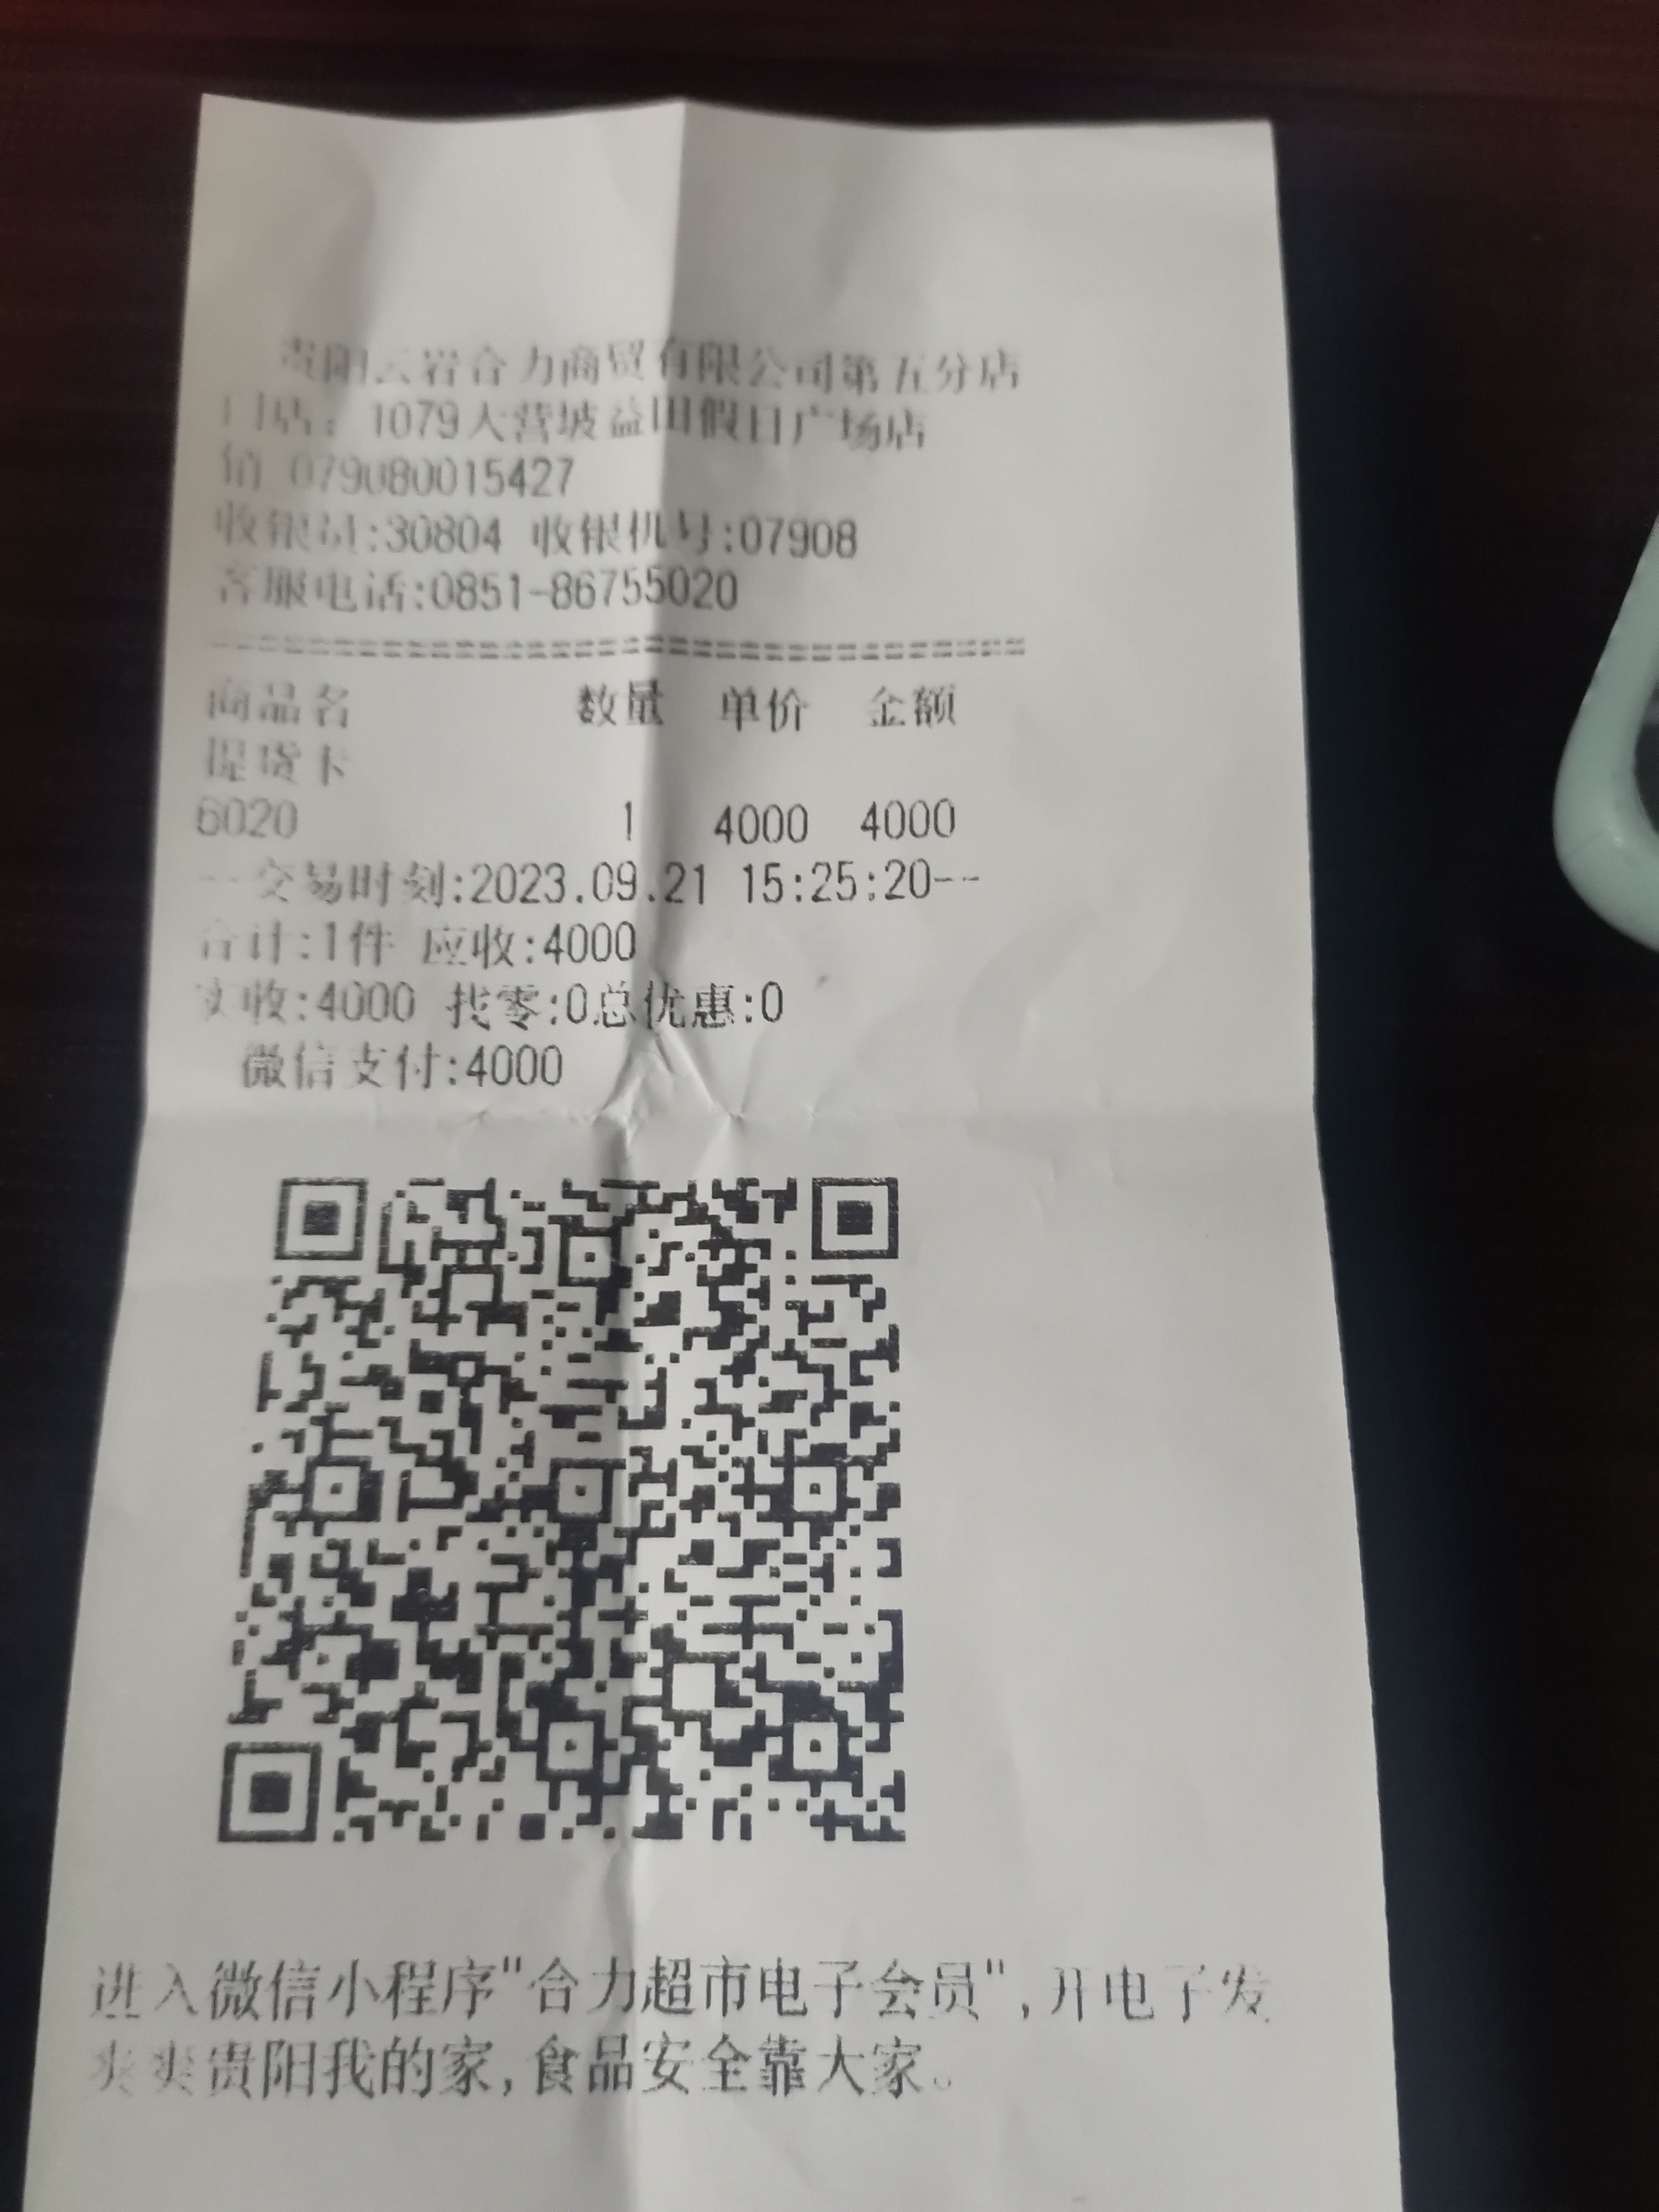 贵阳云岩合力商贸有限公司第五分店
门店：1079大营坡益田假日广场店
销 079080015427
收银员:30804 收银机号:07908
客服电话:0851-86755020
==================================
商品名 数量 单价 金额
提货卡
6020 1 4000 4000
--交易时刻:2023.09.21 15:25:20--
合计:1件 应收:4000
实收:4000 找零:0总优惠:0
微信支付:4000
进入微信小程序"合力超市电子会员",开电子发
爽爽贵阳我的家,食品安全靠大家。